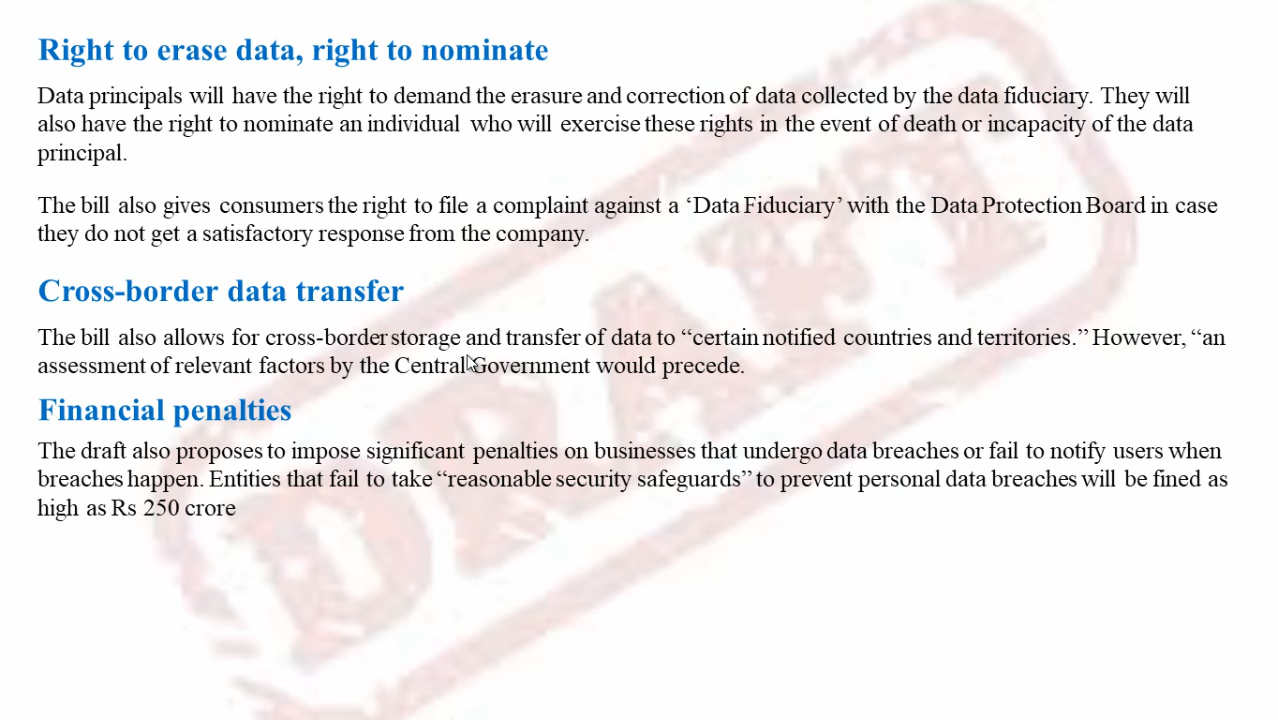 Right to erase data, right to nominate
Data principals will have the right to demand the erasure and correction of data collected by the data fiduciary. They will
also have the right to nominate an individual who will exercise these rights in the event of death or incapacity of the data
principal.
The bill also gives consumers the right to file a complaint against a ‘Data Fiduciary’ with the Data Protection Board in case
they do not get a satisfactory response from the company.
Cross-border data transfer
The bill also allows for cross-border storage and transfer of data to “certain notified countries and territories.” However, “an
assessment of relevant factors by the Central Government would precede.
Financial penalties
The draft also proposes to impose significant penalties on businesses that undergo data breaches or fail to notify users when
breaches happen. Entities that fail to take “reasonable security safeguards” to prevent personal data breaches will be fined as
high as Rs 250 crore
DRAFT